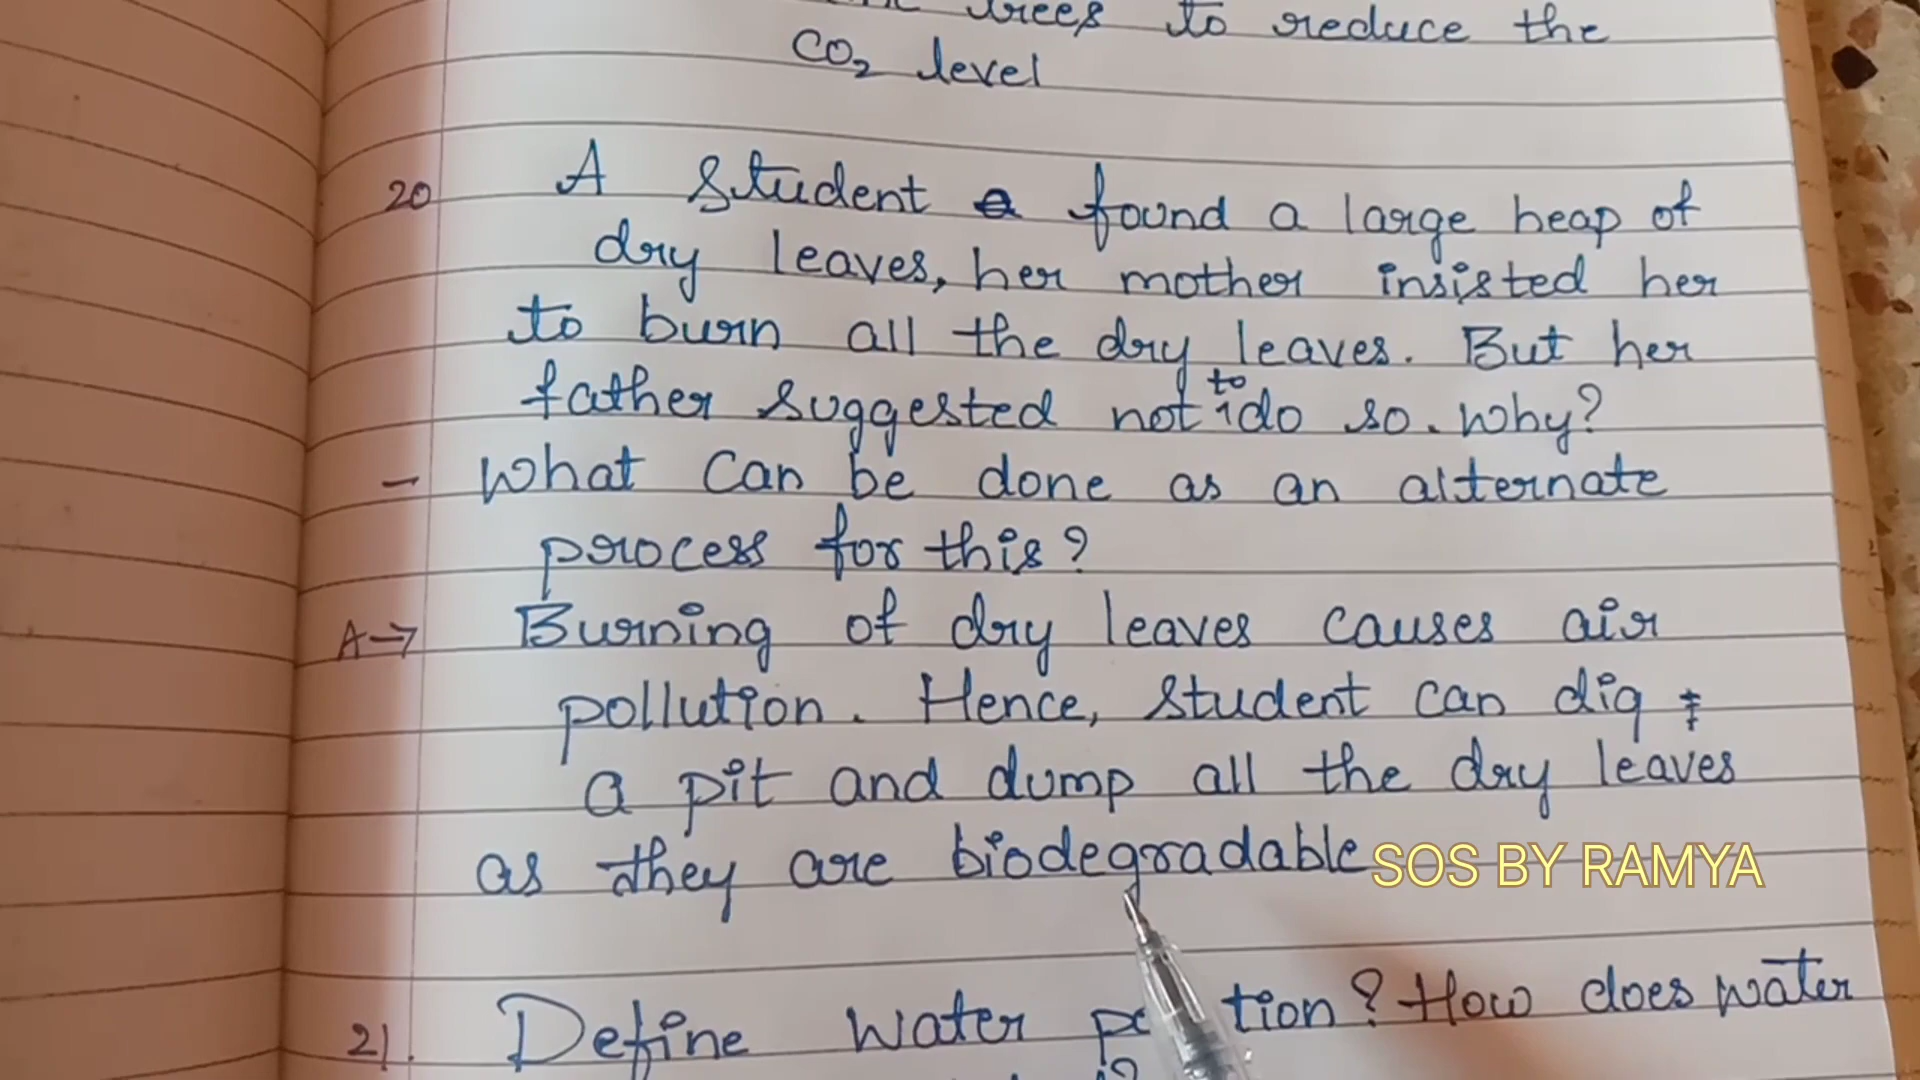 trees to reduce the
CO₂ level
20 A student a found a large heap of
dry leaves, her mother insisted her
to burn all the dry leaves. But her
father suggested not to do so. Why?
- What can be done as an alternate
process for this?
A→ Burning of dry leaves causes air
pollution. Hence, student can dig
a pit and dump all the dry leaves
as they are biodegradable
SOS BY RAMYA
21. Define water tion? How does water